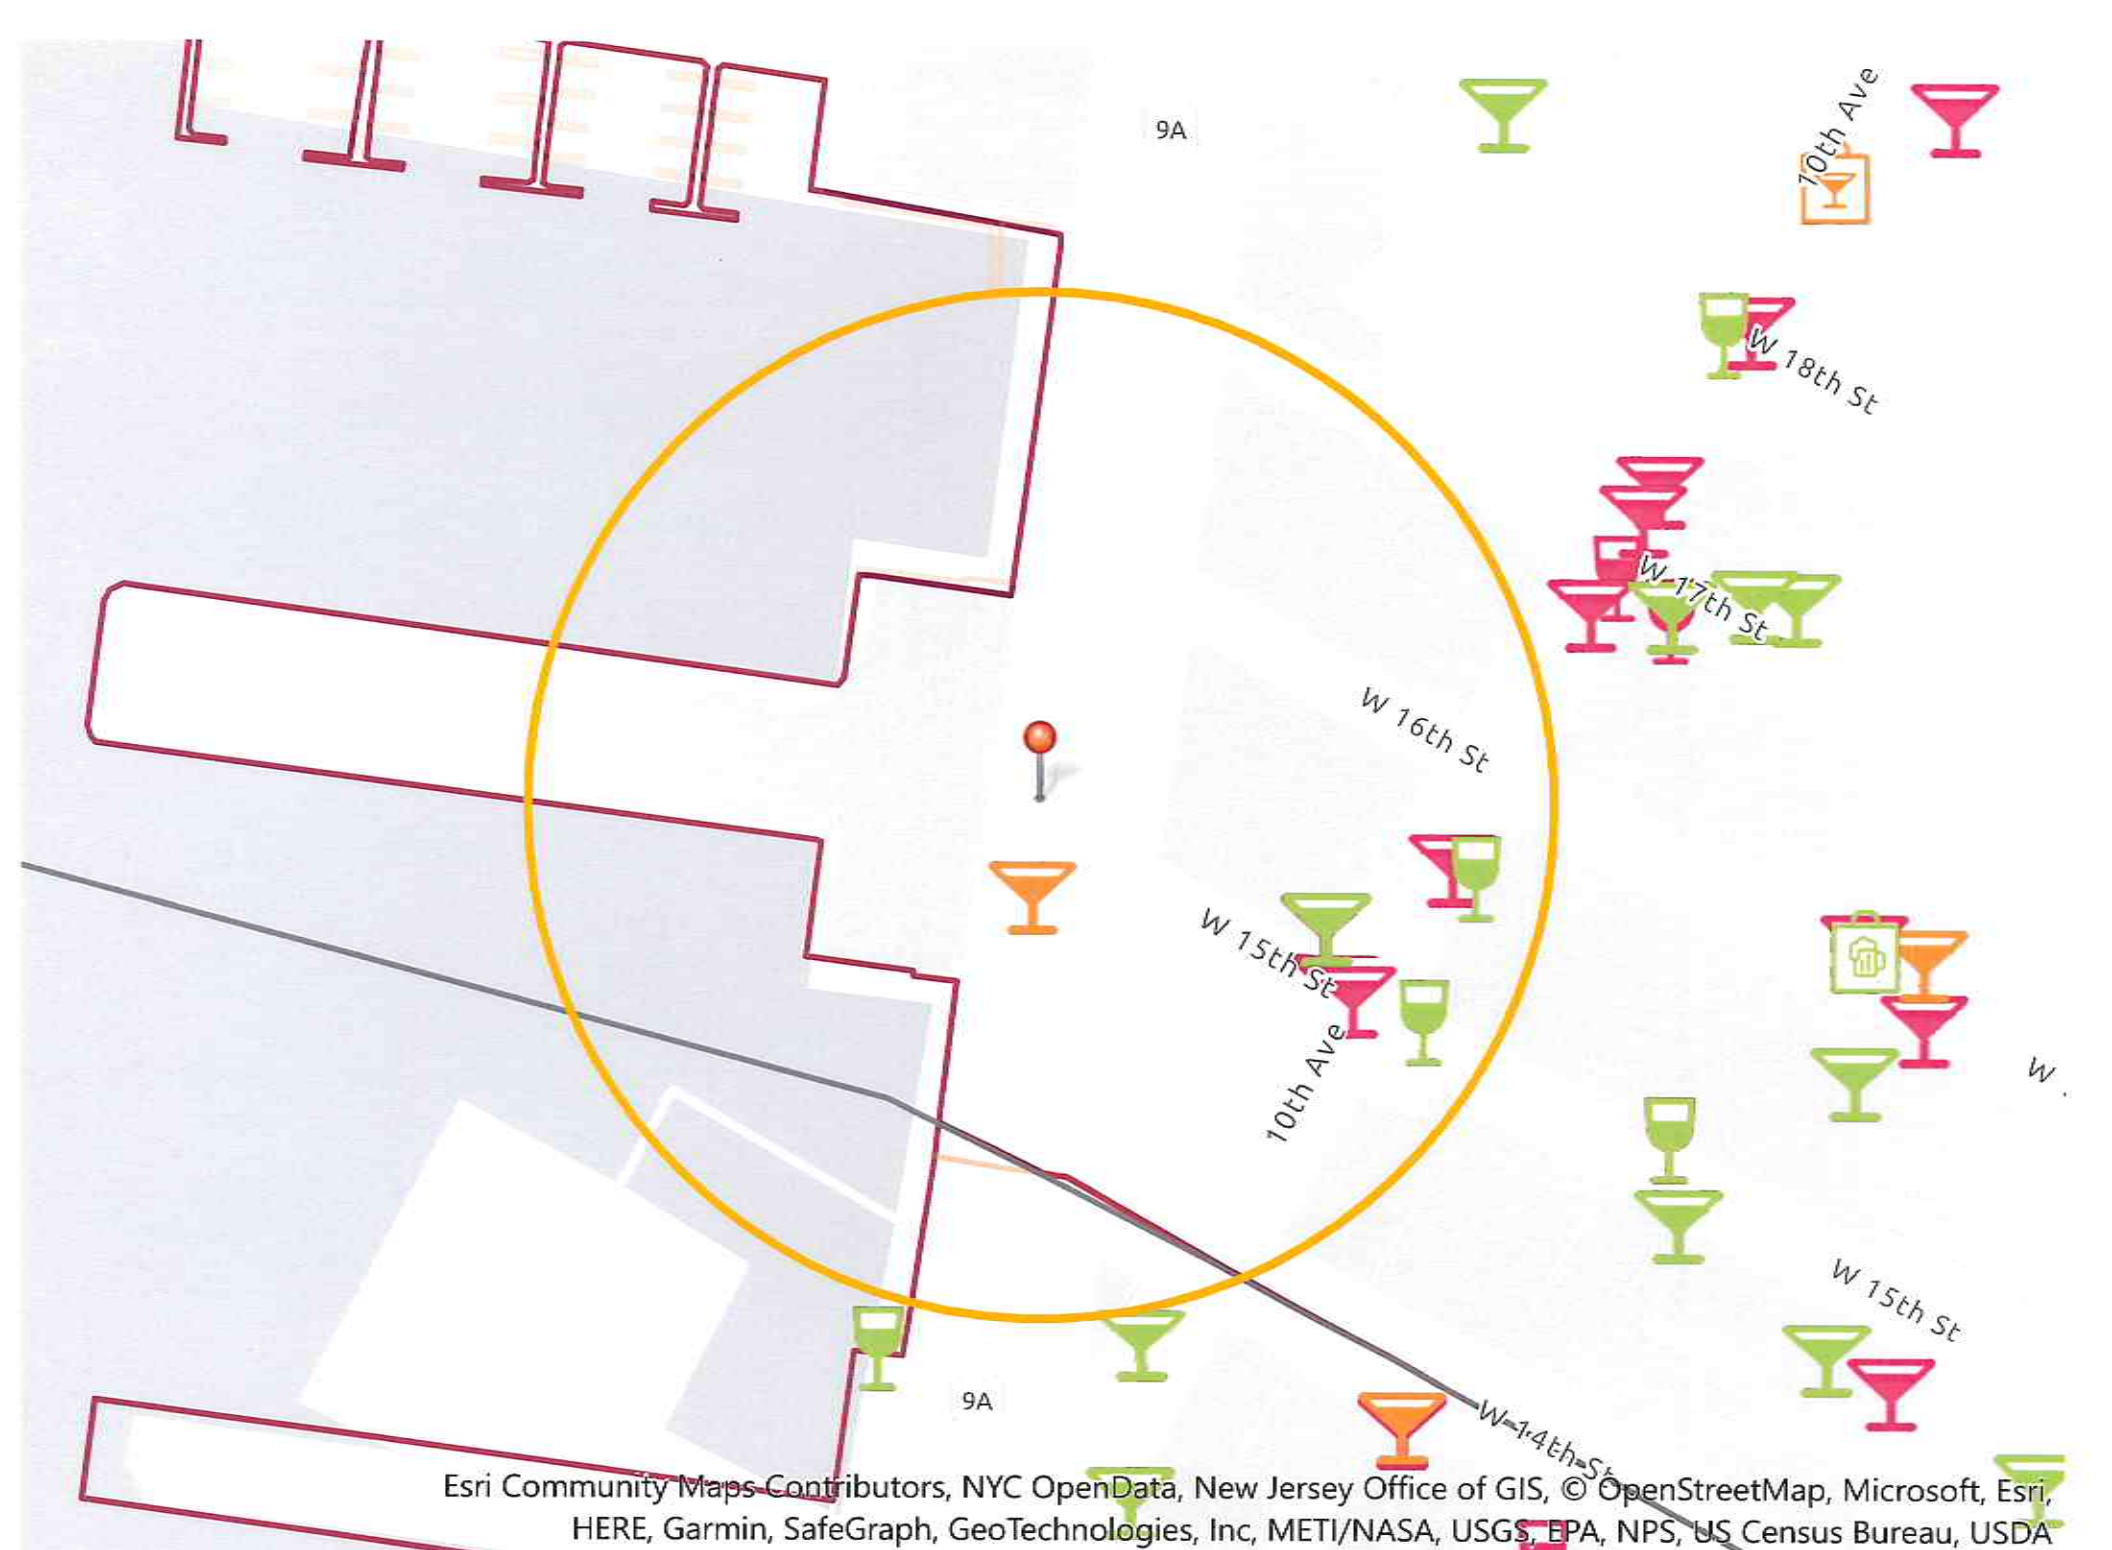 9A
10th Ave
W 18th St
W 17th St
W 16th St
W 15th St
10th Ave
W
W 15th St
9A
W 14th St
Esri Community Maps Contributors, NYC OpenData, New Jersey Office of GIS, © OpenStreetMap, Microsoft, Esri,
HERE, Garmin, SafeGraph, GeoTechnologies, Inc, METI/NASA, USGS, EPA, NPS, US Census Bureau, USDA